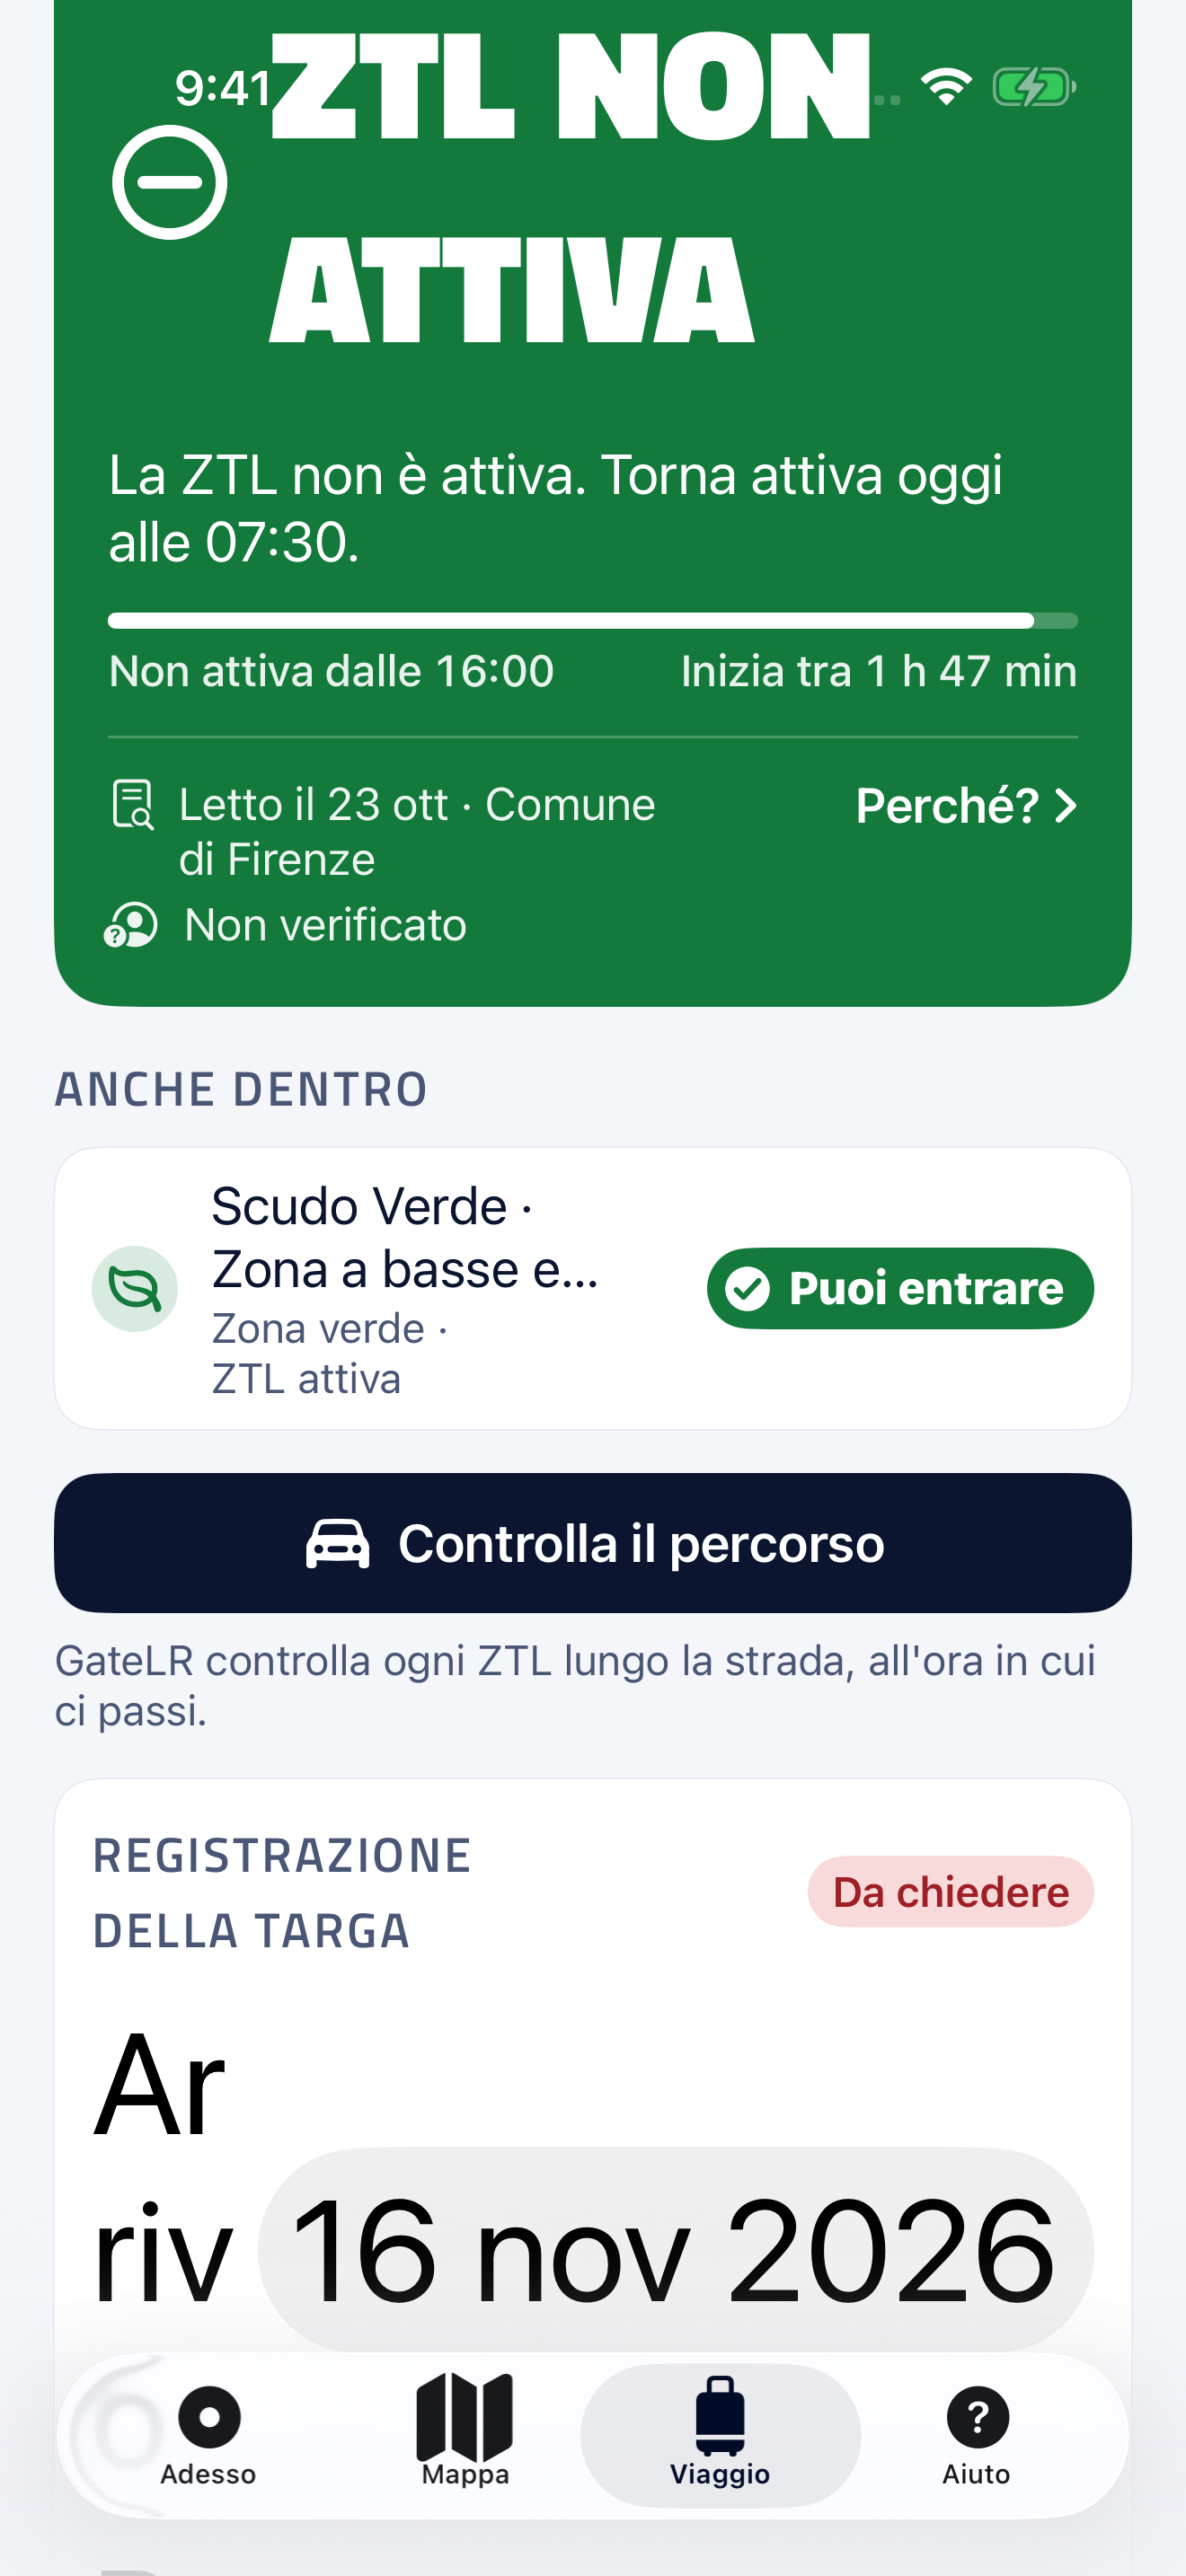 9:41
ZTL NON
ATTIVA
La ZTL non è attiva. Torna attiva oggi
alle 07:30.
Non attiva dalle 16:00
Inizia tra 1 h 47 min
Letto il 23 ott · Comune
di Firenze
Perché?
Non verificato
ANCHE DENTRO
Scudo Verde ·
Zona a basse e...
Zona verde ·
ZTL attiva
Puoi entrare
Controlla il percorso
GateLR controlla ogni ZTL lungo la strada, all'ora in cui
ci passi.
REGISTRAZIONE
DELLA TARGA
Da chiedere
Ar
riv
16 nov 2026
Adesso
Mappa
Viaggio
Aiuto